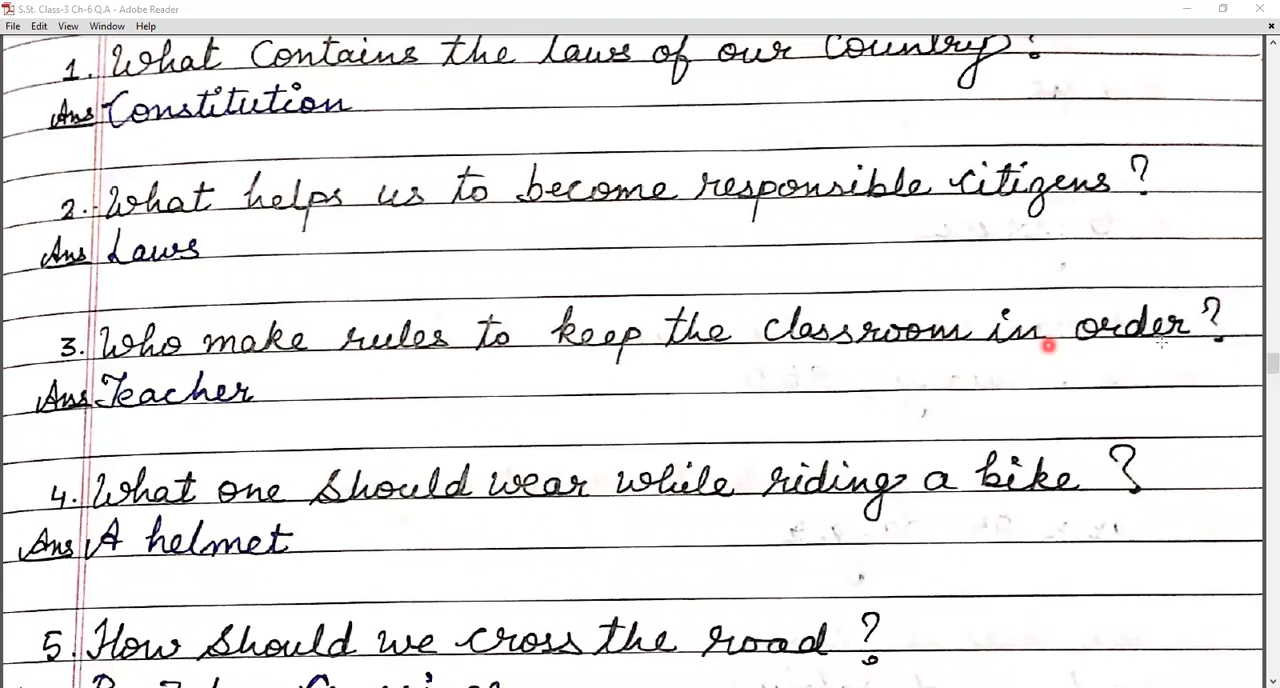 S.St. Class-3 Ch-6 Q.A - Adobe Reader
File Edit View Window Help
1. What contains the laws of our country?
Ans Constitution
2. What helps us to become responsible citizens?
Ans Laws
3. Who make rules to keep the classroom in order?
Ans Teacher
4. What one should wear while riding a bike?
Ans A helmet
5. How should we cross the road?